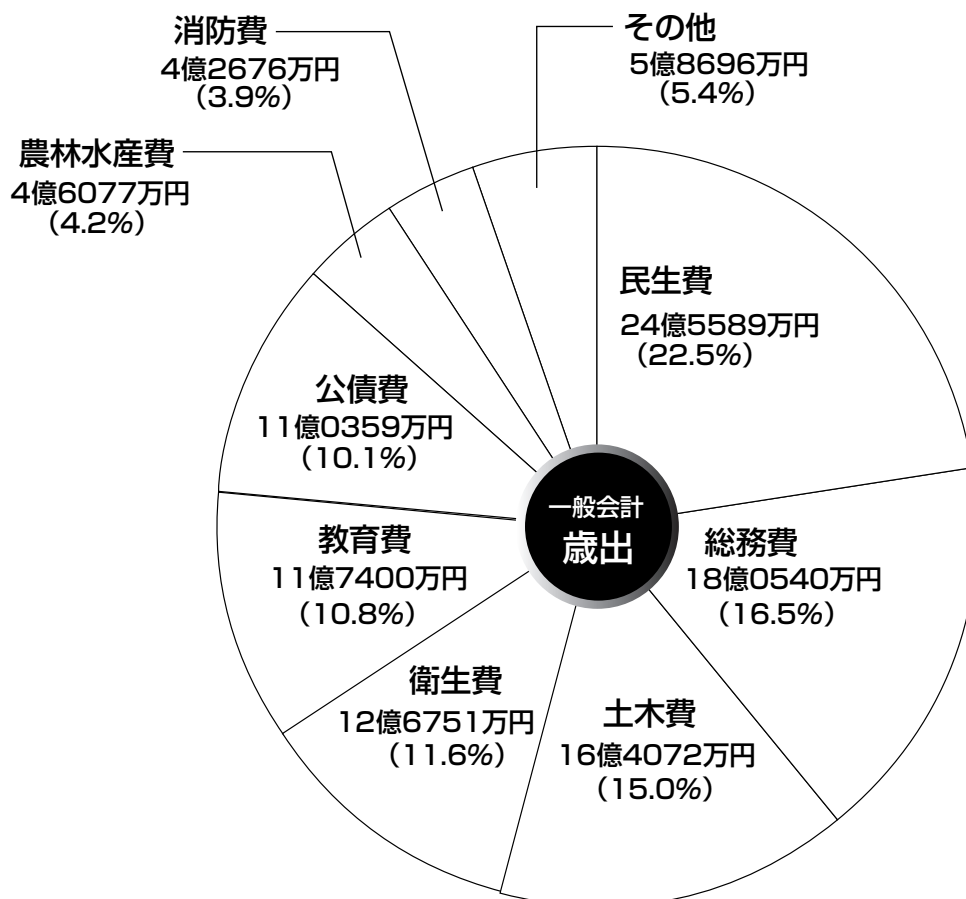 消防費
4億2676万円
(3.9%)
その他
5億8696万円
(5.4%)
農林水産費
4億6077万円
(4.2%)
民生費
24億5589万円
(22.5%)
公債費
11億0359万円
(10.1%)
一般会計
歳出
教育費
11億7400万円
(10.8%)
総務費
18億0540万円
(16.5%)
衛生費
12億6751万円
(11.6%)
土木費
16億4072万円
(15.0%)